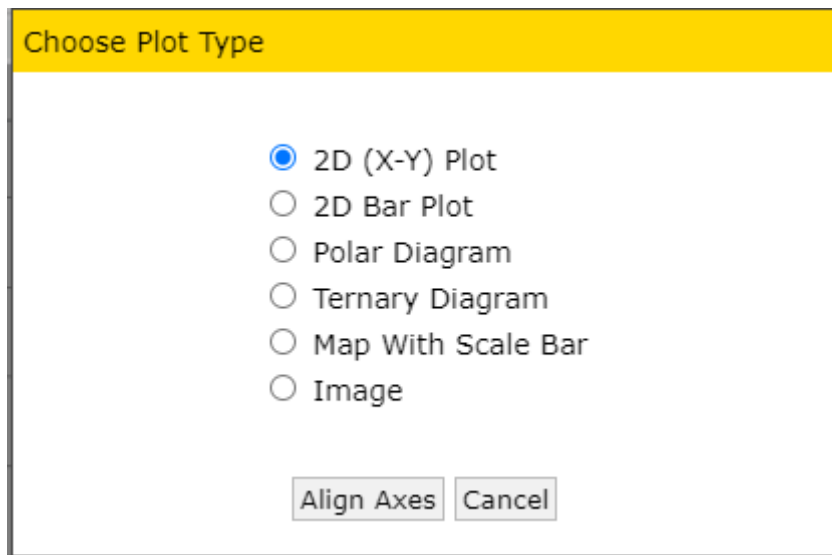 Choose Plot Type
2D (X-Y) Plot
2D Bar Plot
Polar Diagram
Ternary Diagram
Map With Scale Bar
Image
Align Axes Cancel